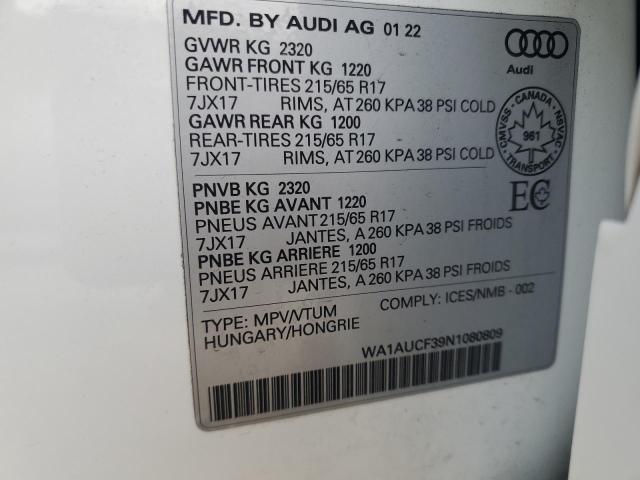 MFD. BY AUDI AG 01 22
GVWR KG 2320
GAWR FRONT KG 1220
FRONT-TIRES 215/65 R17
7JX17 RIMS, AT 260 KPA 38 PSI COLD
GAWR REAR KG 1200
REAR-TIRES 215/65 R17
7JX17 RIMS, AT 260 KPA 38 PSI COLD
Audi
CMVSS - CANADA - NSVAC
961
TRANSPORT
PNVB KG 2320
PNBE KG AVANT 1220
PNEUS AVANT 215/65 R17
7JX17 JANTES, A 260 KPA 38 PSI FROIDS
PNBE KG ARRIERE 1200
PNEUS ARRIERE 215/65 R17
7JX17 JANTES, A 260 KPA 38 PSI FROIDS
EC
TYPE: MPV/VTUM COMPLY: ICES/NMB - 002
HUNGARY/HONGRIE
WA1AUCF39N1080809